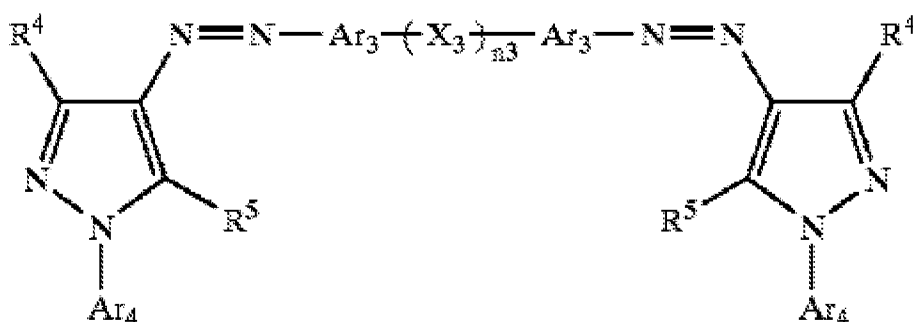 R⁴ N=N—Ar₃—(X₃)ₙ₃—Ar₃—N=N R⁴
N N R⁵ R⁵ N N
Ar₄ Ar₄